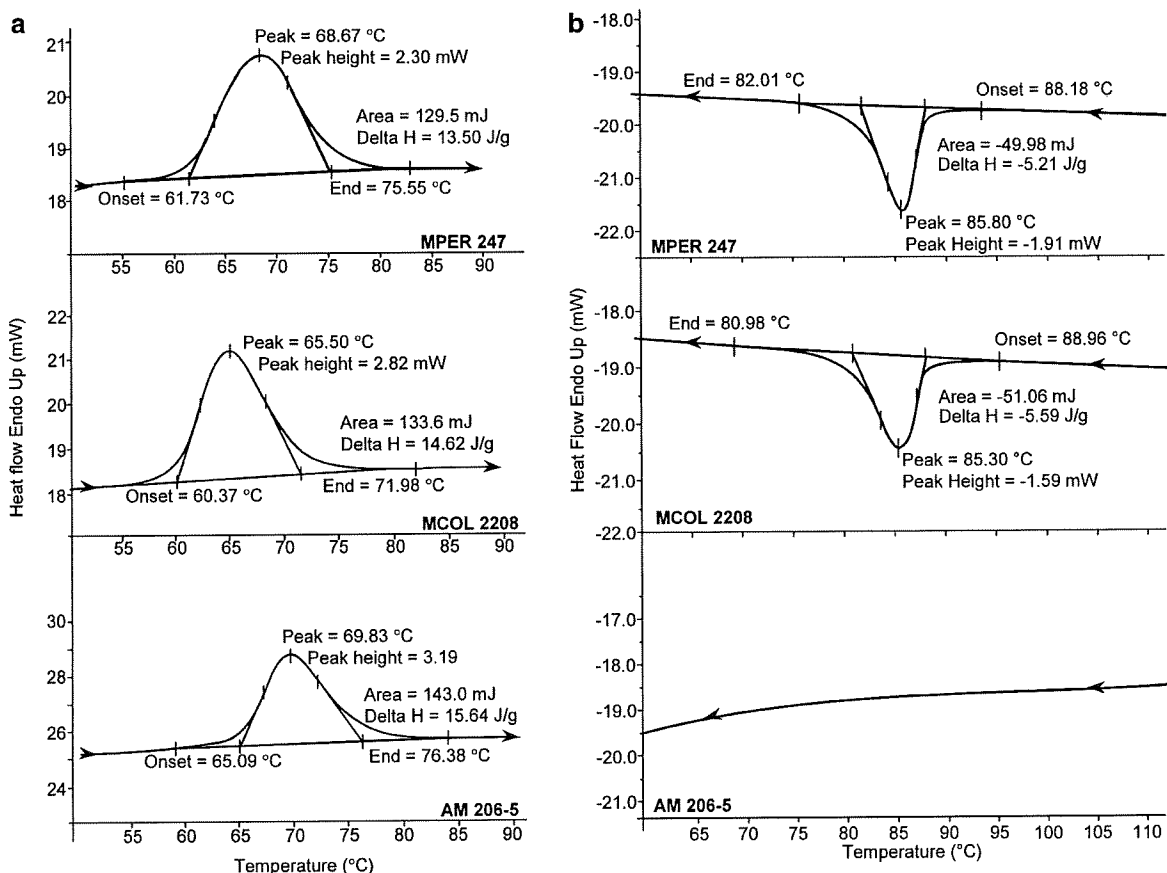 a
Heat flow Endo Up (mW)
21
20
19
18
Peak = 68.67 °C
Peak height = 2.30 mW
Area = 129.5 mJ
Delta H = 13.50 J/g
Onset = 61.73 °C
End = 75.55 °C
MPER 247
55 60 65 70 75 80 85 90
22
21
20
18
18
Peak = 65.50 °C
Peak height = 2.82 mW
Area = 133.6 mJ
Delta H = 14.62 J/g
Onset = 60.37 °C
End = 71.98 °C
MCOL 2208
55 60 65 70 75 80 85 90
30
28
26
25
23
Peak = 69.83 °C
Peak height = 3.19
Area = 143.0 mJ
Delta H = 15.64 J/g
Onset = 65.09 °C
End = 76.38 °C
AM 206-5
55 60 65 70 75 80 85 90
Temperature (°C)
b
Heat Flow Endo Up (mW)
-18.0
-19.0
-20.0
-21.0
-22.0
End = 82.01 °C
Onset = 88.18 °C
Area = -49.98 mJ
Delta H = -5.21 J/g
Peak = 85.80 °C
Peak Height = -1.91 mW
MPER 247
-18.0
-19.0
-20.0
-21.0
-22.0
End = 80.98 °C
Onset = 88.96 °C
Area = -51.06 mJ
Delta H = -5.59 J/g
Peak = 85.30 °C
Peak Height = -1.59 mW
MCOL 2208
-17.0
-18.0
-19.0
-20.0
-21.0
AM 206-5
65 70 75 80 85 90 95 100 105 110
Temperature (°C)